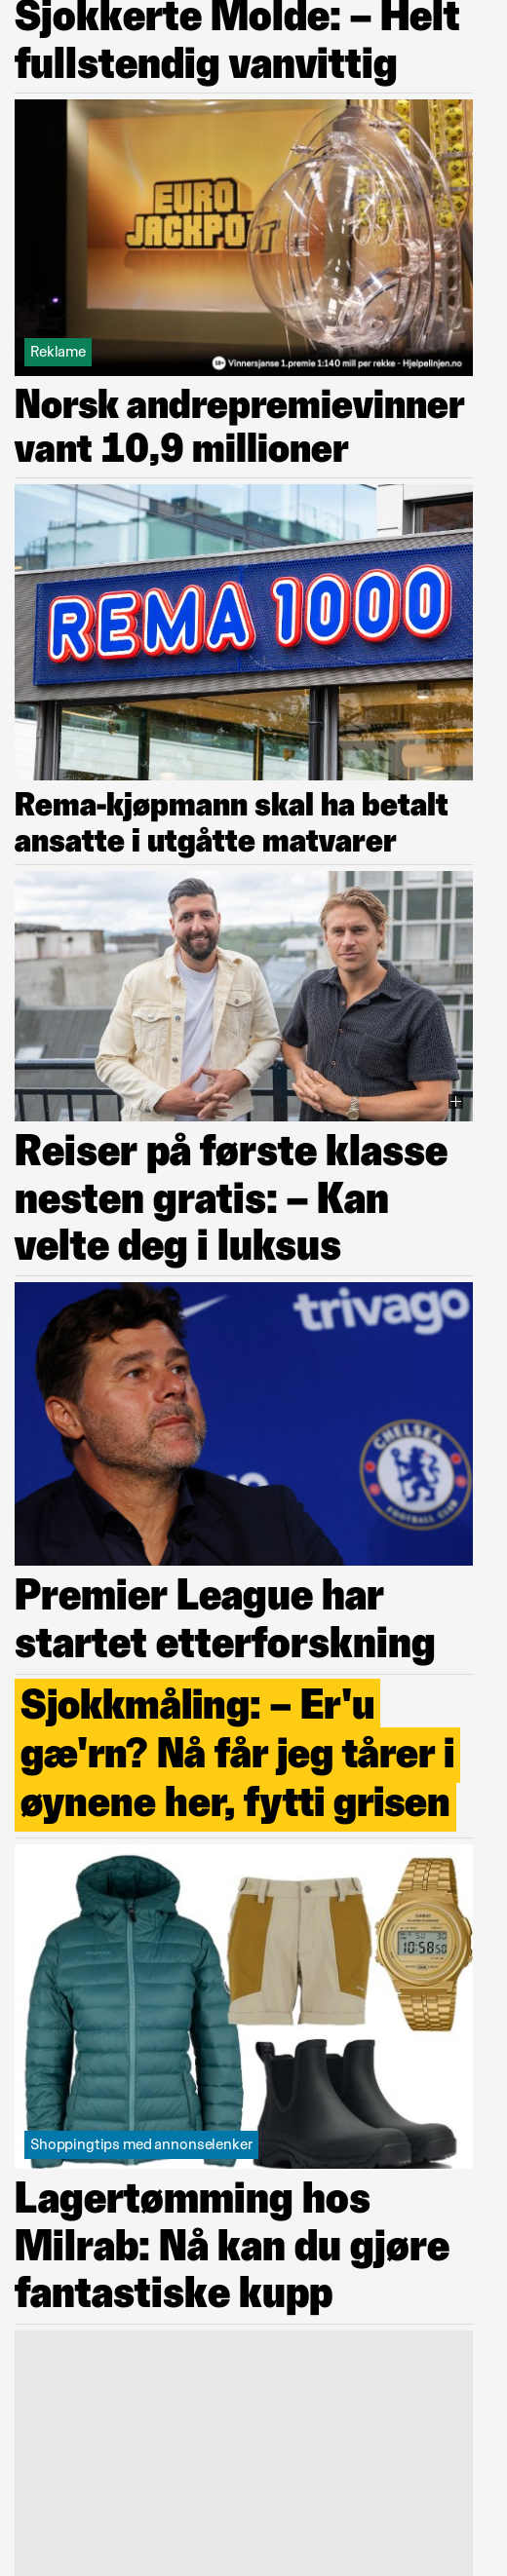 Sjokkerte Molde: – Helt
fullstendig vanvittig
EURO
JACKPOT
Reklame
18+ Vinnersjanse 1.premie 1:140 mill per rekke - Hjelpelinjen.no
Norsk andrepremievinner
vant 10,9 millioner
REMA 1000
Rema-kjøpmann skal ha betalt
ansatte i utgåtte matvarer
Reiser på første klasse
nesten gratis: – Kan
velte deg i luksus
trivago
CHELSEA
FOOTBALL CLUB
Premier League har
startet etterforskning
Sjokkmåling: – Er'u
gæ'rn? Nå får jeg tårer i
øynene her, fytti grisen
CASIO
10:58 50
Shoppingtips med annonselenker
Lagertømming hos
Milrab: Nå kan du gjøre
fantastiske kupp